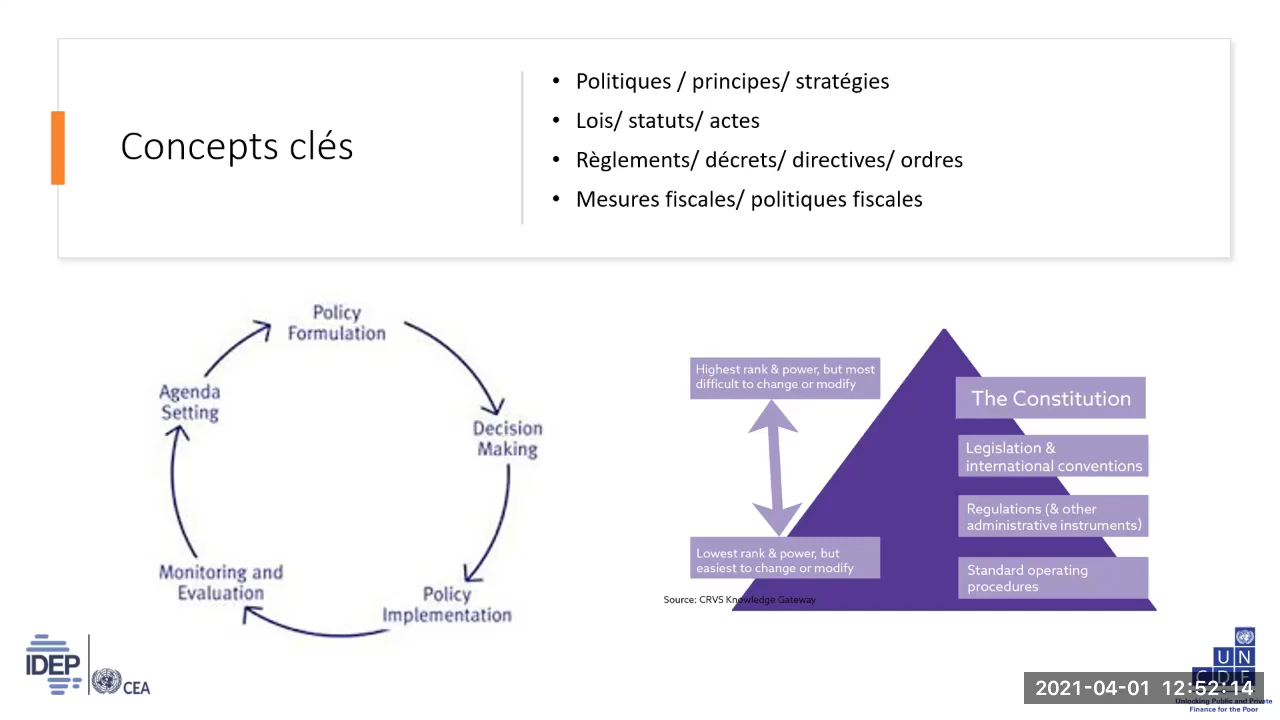 Concepts clés
• Politiques / principes/ stratégies
• Lois/ statuts/ actes
• Règlements/ décrets/ directives/ ordres
• Mesures fiscales/ politiques fiscales
Policy
Formulation
Decision
Making
Policy
Implementation
Monitoring and
Evaluation
Agenda
Setting
Highest rank & power, but most
difficult to change or modify
Lowest rank & power, but
easiest to change or modify
The Constitution
Legislation &
international conventions
Regulations (& other
administrative instruments)
Standard operating
procedures
Source: CRVS Knowledge Gateway
IDEP
CEA
UN
CDF
2021-04-01 12:52:14
Unlocking Public and Private
Finance for the Poor